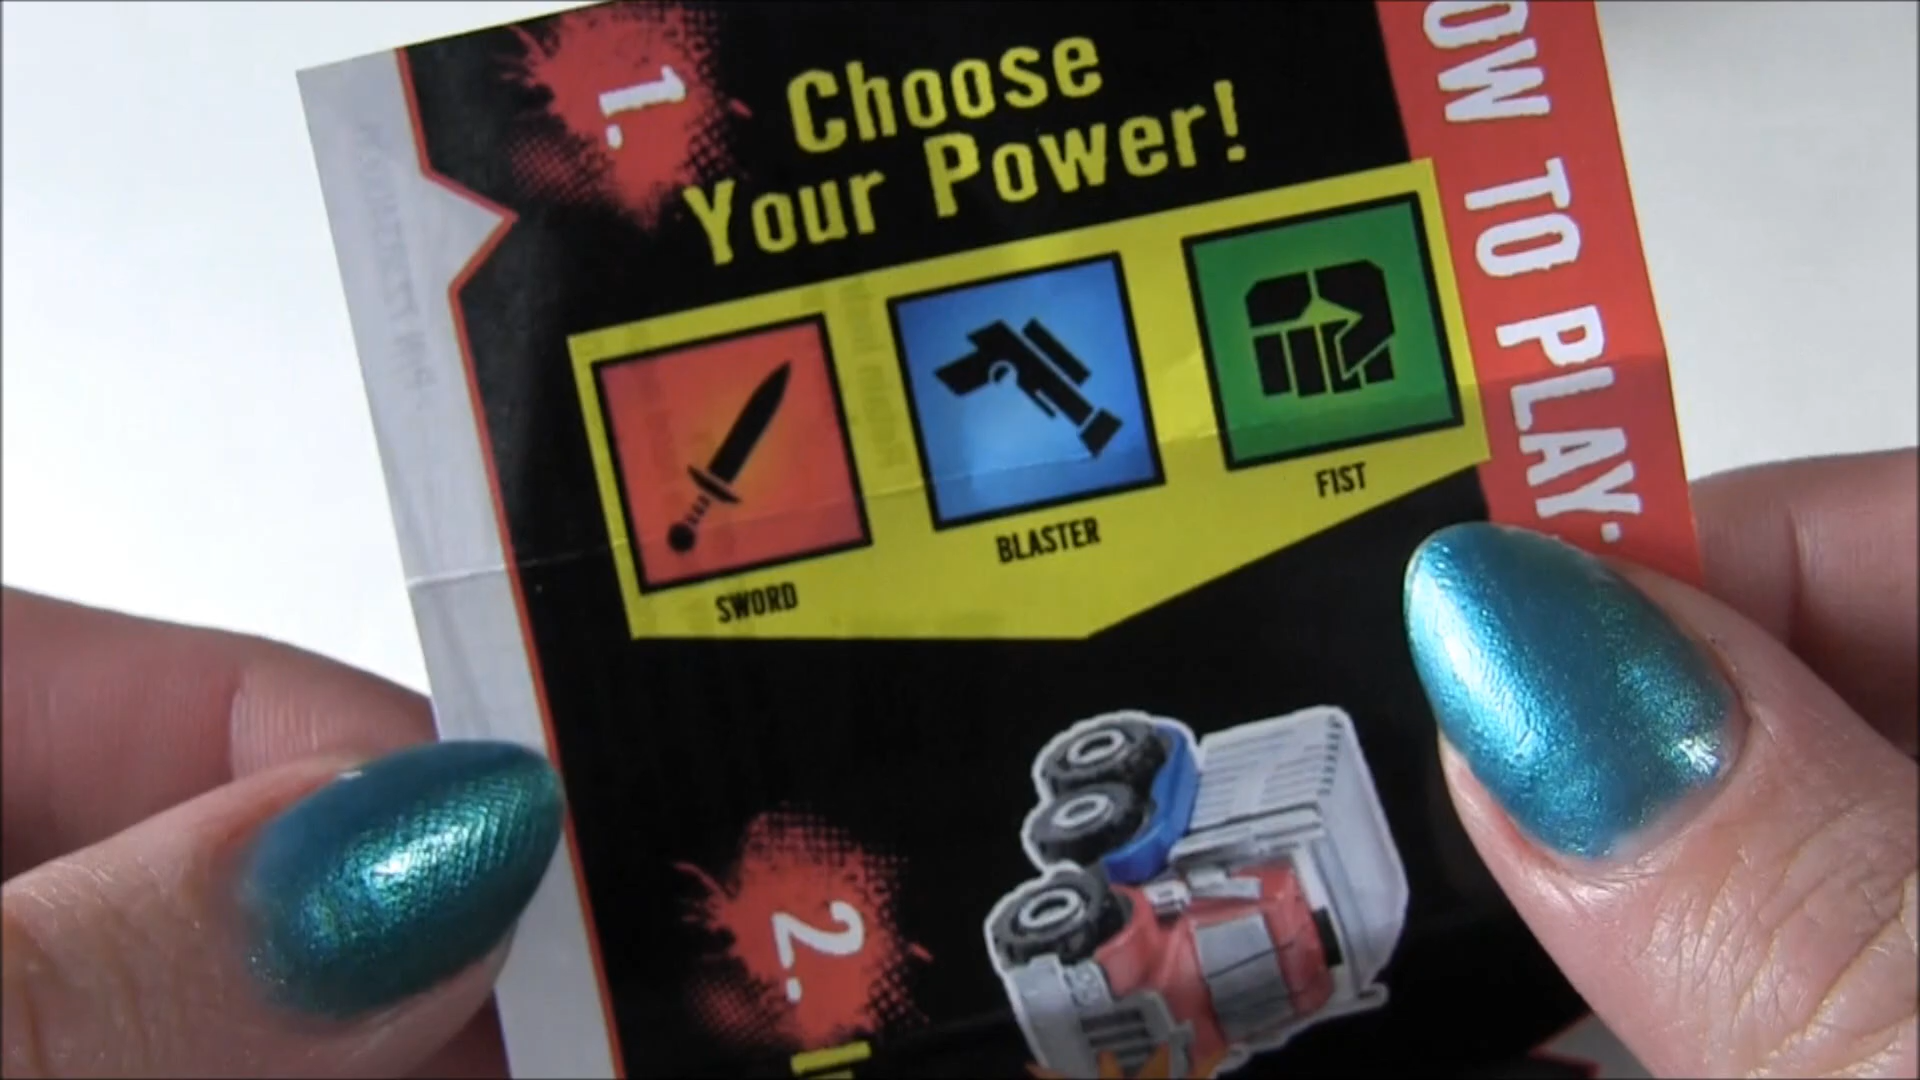 1.
Choose
Your Power!
SWORD
BLASTER
FIST
OW TO PLAY.
2.